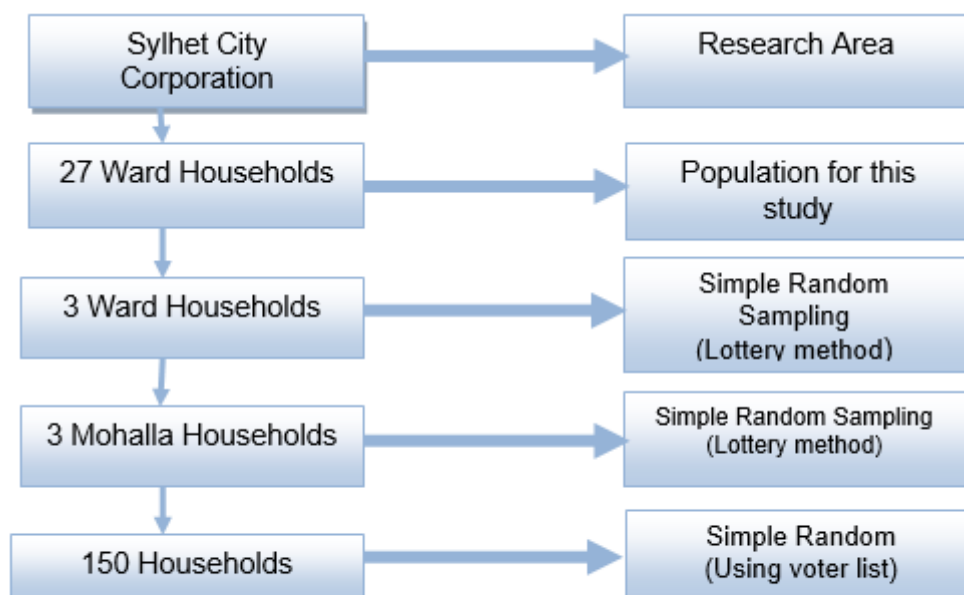 Sylhet City
Corporation
Research Area
27 Ward Households
Population for this
study
3 Ward Households
Simple Random
Sampling
(Lottery method)
3 Mohalla Households
Simple Random Sampling
(Lottery method)
150 Households
Simple Random
(Using voter list)